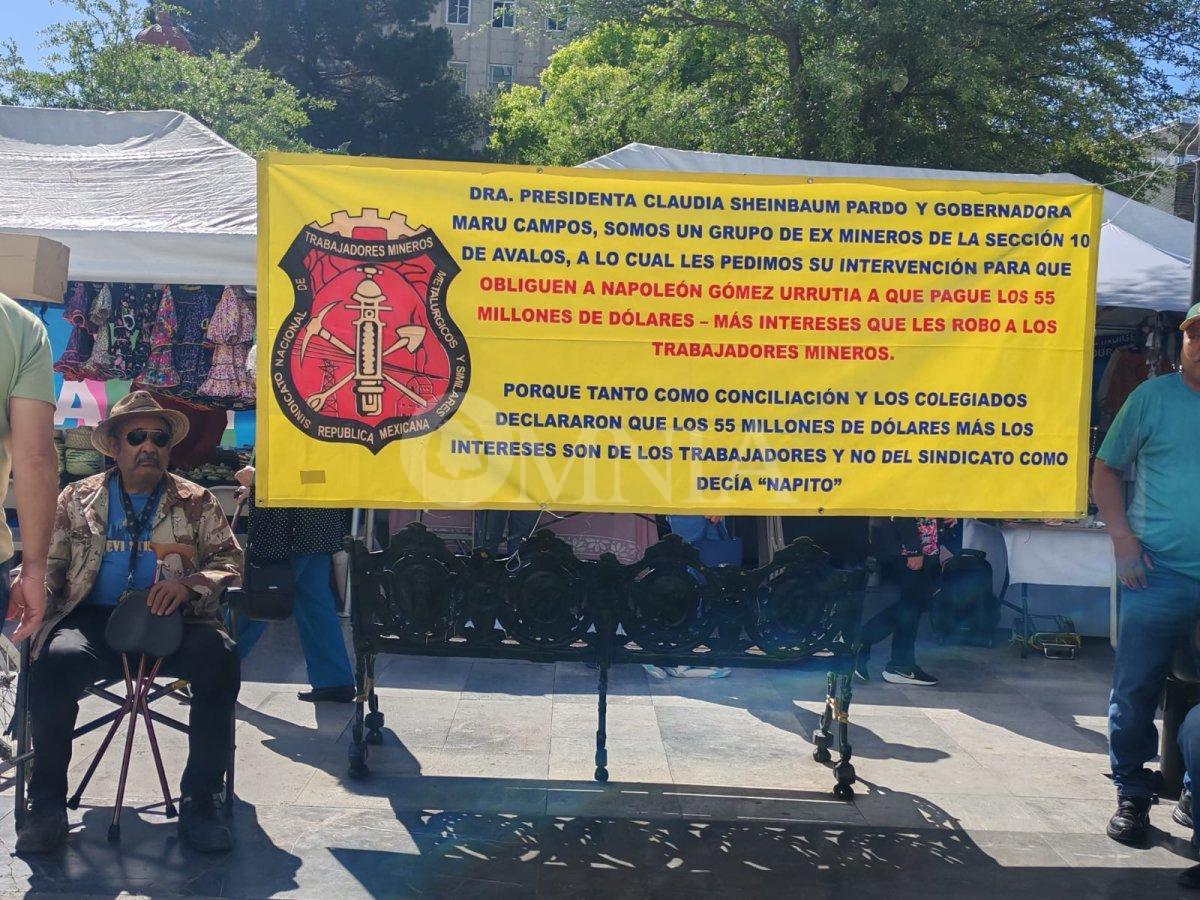 DRA. PRESIDENTA CLAUDIA SHEINBAUM PARDO Y GOBERNADORA
MARU CAMPOS, SOMOS UN GRUPO DE EX MINEROS DE LA SECCIÓN 10
DE AVALOS, A LO CUAL LES PEDIMOS SU INTERVENCIÓN PARA QUE
OBLIGUEN A NAPOLEÓN GÓMEZ URRUTIA A QUE PAGUE LOS 55
MILLONES DE DÓLARES – MÁS INTERESES QUE LES ROBO A LOS
TRABAJADORES MINEROS.
PORQUE TANTO COMO CONCILIACIÓN Y LOS COLEGIADOS
DECLARARON QUE LOS 55 MILLONES DE DÓLARES MÁS LOS
INTERESES SON DE LOS TRABAJADORES Y NO DEL SINDICATO COMO
DECÍA “NAPITO”
SINDICATO NACIONAL DE
TRABAJADORES MINEROS
METALURGICOS Y SIMILARES
REPUBLICA MEXICANA
OMNIA